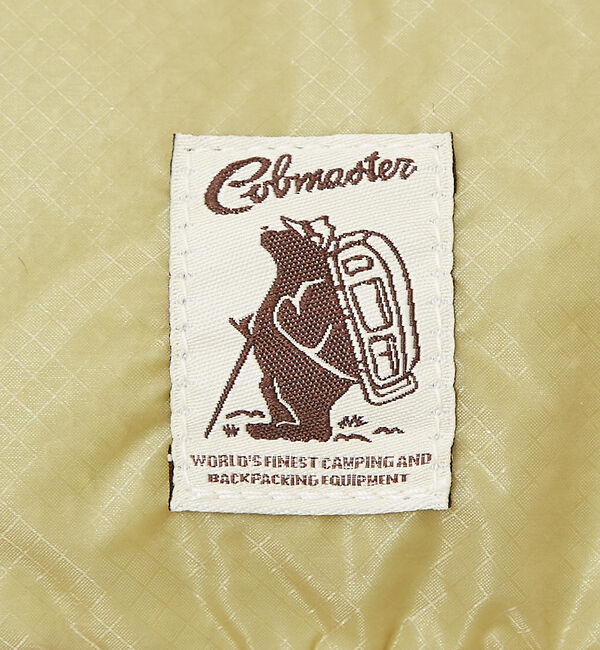 Cobmaster
WORLD'S FINEST CAMPING AND
BACKPACKING EQUIPMENT